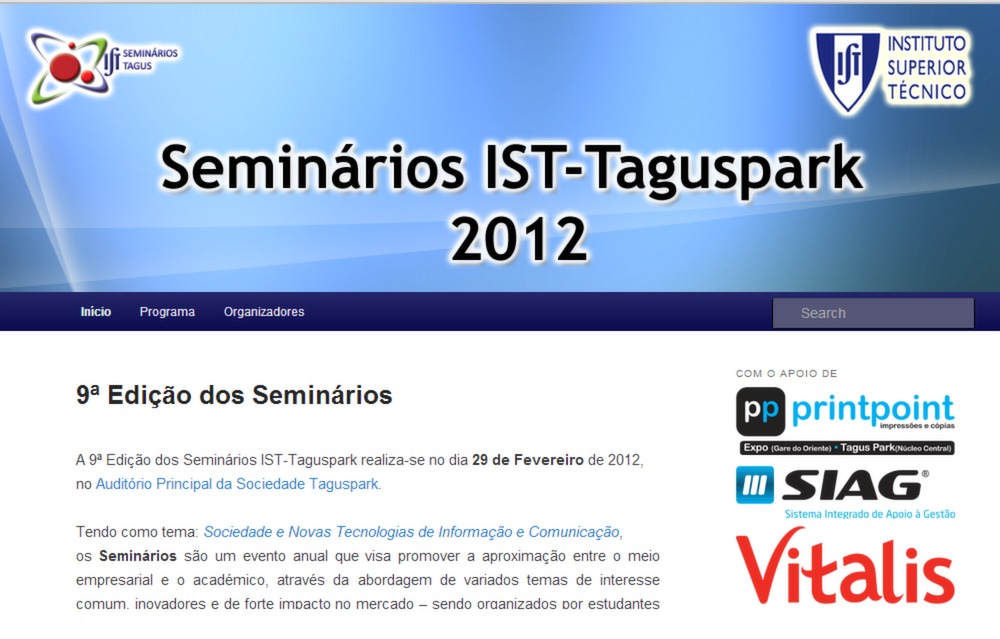 IST SEMINÁRIOS
TAGUS
IST INSTITUTO
SUPERIOR
TÉCNICO
Seminários IST-Taguspark
2012
Início Programa Organizadores Search
9ª Edição dos Seminários
A 9ª Edição dos Seminários IST-Taguspark realiza-se no dia 29 de Fevereiro de 2012,
no Auditório Principal da Sociedade Taguspark.
Tendo como tema: Sociedade e Novas Tecnologias de Informação e Comunicação,
os Seminários são um evento anual que visa promover a aproximação entre o meio
empresarial e o académico, através da abordagem de variados temas de interesse
comum, inovadores e de forte impacto no mercado – sendo organizados por estudantes
COM O APOIO DE
pp printpoint
impressões e cópias
Expo (Gare do Oriente) • Tagus Park(Núcleo Central)
SIAG®
Sistema Integrado de Apoio à Gestão
Vitalis